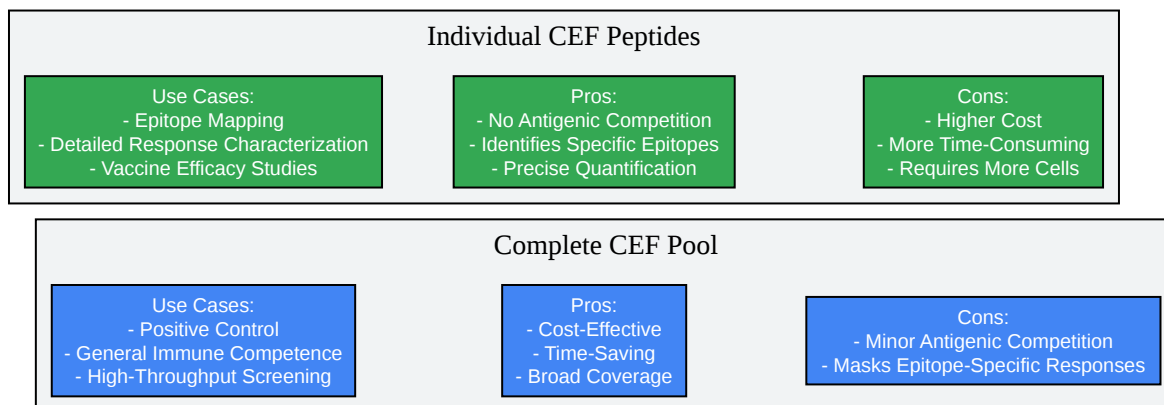 Individual CEF Peptides
Use Cases:
- Epitope Mapping
- Detailed Response Characterization
- Vaccine Efficacy Studies
Pros:
- No Antigenic Competition
- Identifies Specific Epitopes
- Precise Quantification
Cons:
- Higher Cost
- More Time-Consuming
- Requires More Cells
Complete CEF Pool
Use Cases:
- Positive Control
- General Immune Competence
- High-Throughput Screening
Pros:
- Cost-Effective
- Time-Saving
- Broad Coverage
Cons:
- Minor Antigenic Competition
- Masks Epitope-Specific Responses